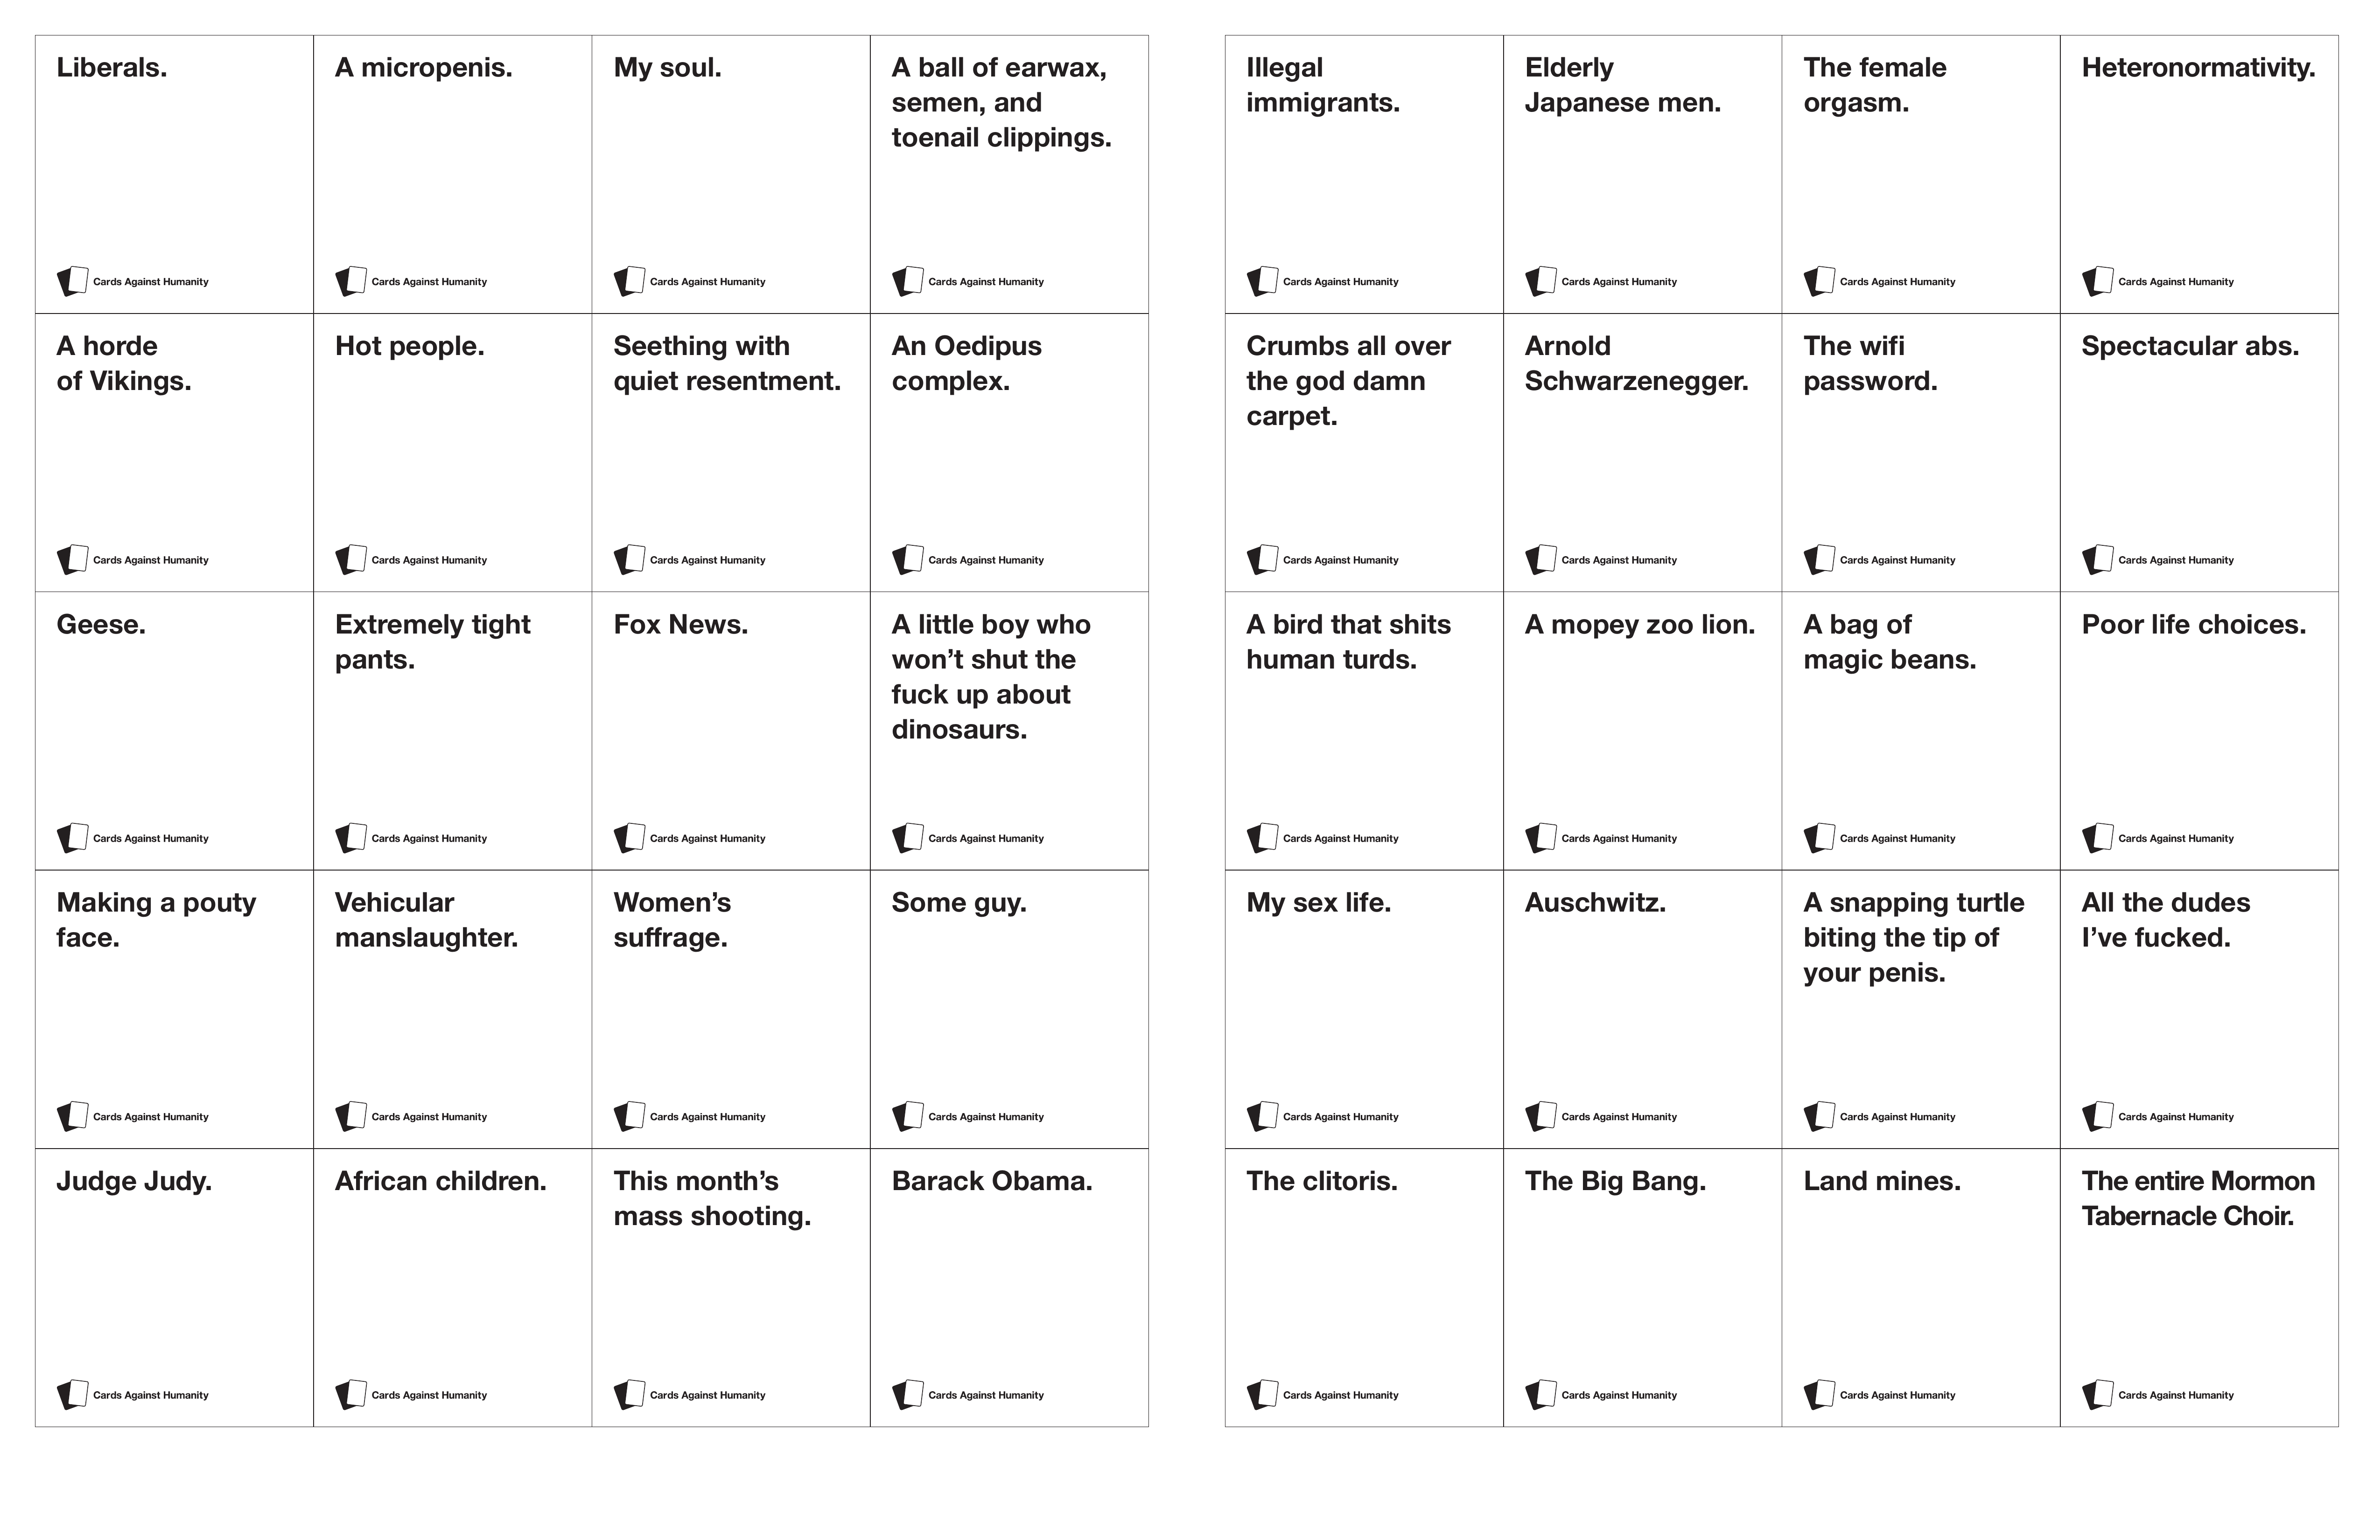 Liberals.
A micropenis.
My soul.
A ball of earwax,
semen, and
toenail clippings.
Cards Against Humanity
Cards Against Humanity
Cards Against Humanity
Cards Against Humanity
A horde
of Vikings.
Hot people.
Seething with
quiet resentment.
An Oedipus
complex.
Cards Against Humanity
Cards Against Humanity
Cards Against Humanity
Cards Against Humanity
Geese.
Extremely tight
pants.
Fox News.
A little boy who
won’t shut the
fuck up about
dinosaurs.
Cards Against Humanity
Cards Against Humanity
Cards Against Humanity
Cards Against Humanity
Making a pouty
face.
Vehicular
manslaughter.
Women’s
suffrage.
Some guy.
Cards Against Humanity
Cards Against Humanity
Cards Against Humanity
Cards Against Humanity
Judge Judy.
African children.
This month’s
mass shooting.
Barack Obama.
Cards Against Humanity
Cards Against Humanity
Cards Against Humanity
Cards Against Humanity
Illegal
immigrants.
Elderly
Japanese men.
The female
orgasm.
Heteronormativity.
Cards Against Humanity
Cards Against Humanity
Cards Against Humanity
Cards Against Humanity
Crumbs all over
the god damn
carpet.
Arnold
Schwarzenegger.
The wifi
password.
Spectacular abs.
Cards Against Humanity
Cards Against Humanity
Cards Against Humanity
Cards Against Humanity
A bird that shits
human turds.
A mopey zoo lion.
A bag of
magic beans.
Poor life choices.
Cards Against Humanity
Cards Against Humanity
Cards Against Humanity
Cards Against Humanity
My sex life.
Auschwitz.
A snapping turtle
biting the tip of
your penis.
All the dudes
I’ve fucked.
Cards Against Humanity
Cards Against Humanity
Cards Against Humanity
Cards Against Humanity
The clitoris.
The Big Bang.
Land mines.
The entire Mormon
Tabernacle Choir.
Cards Against Humanity
Cards Against Humanity
Cards Against Humanity
Cards Against Humanity